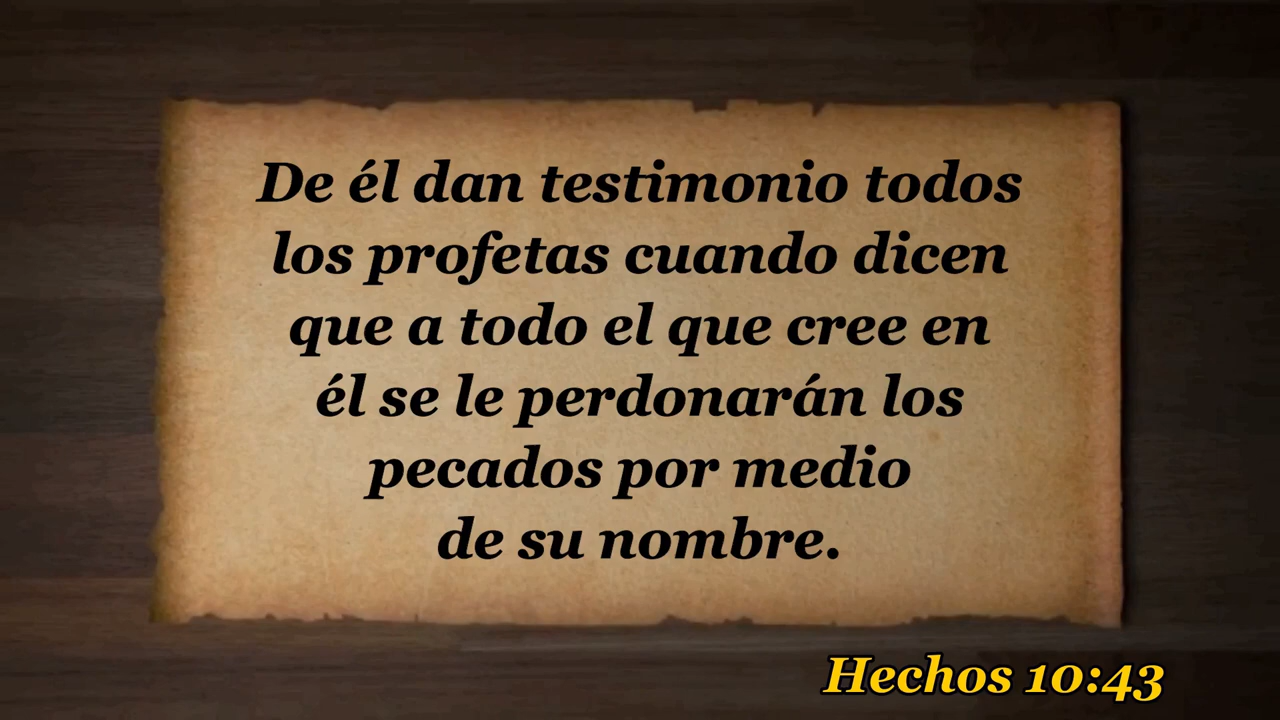 De él dan testimonio todos
los profetas cuando dicen
que a todo el que cree en
él se le perdonarán los
pecados por medio
de su nombre.
Hechos 10:43